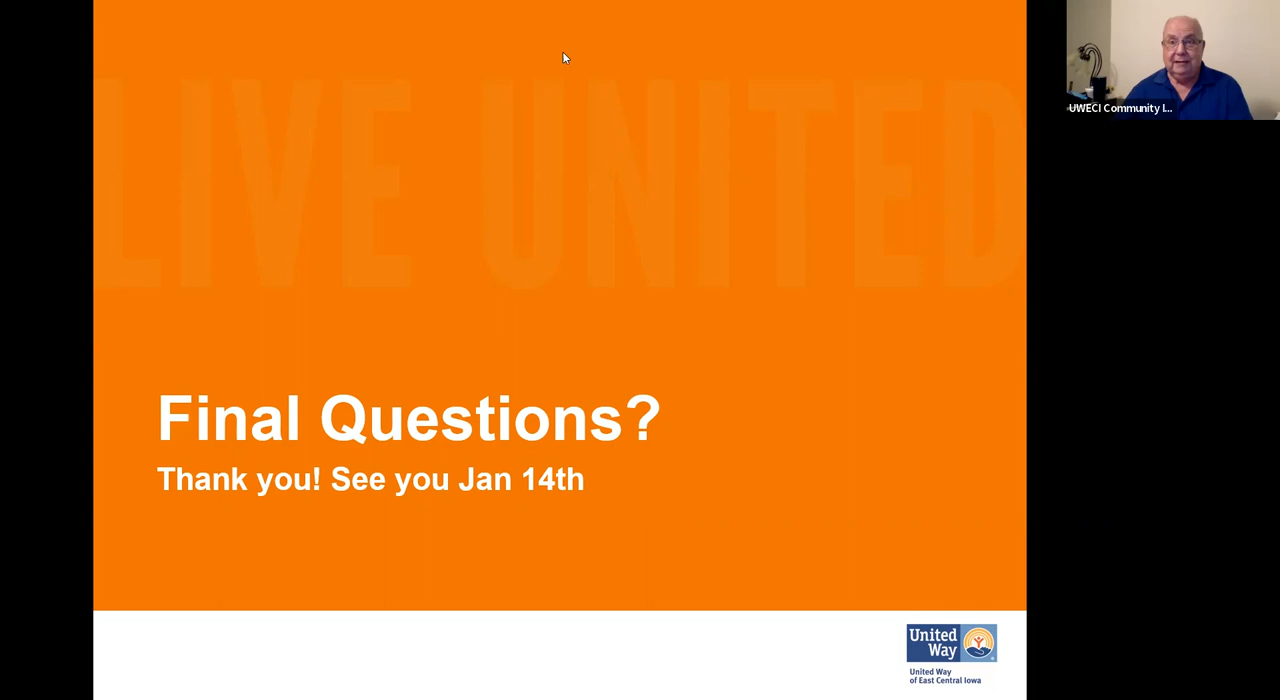 LIVE UNITED
UWECI Community I...
Final Questions?
Thank you! See you Jan 14th
United
Way
United Way
of East Central Iowa